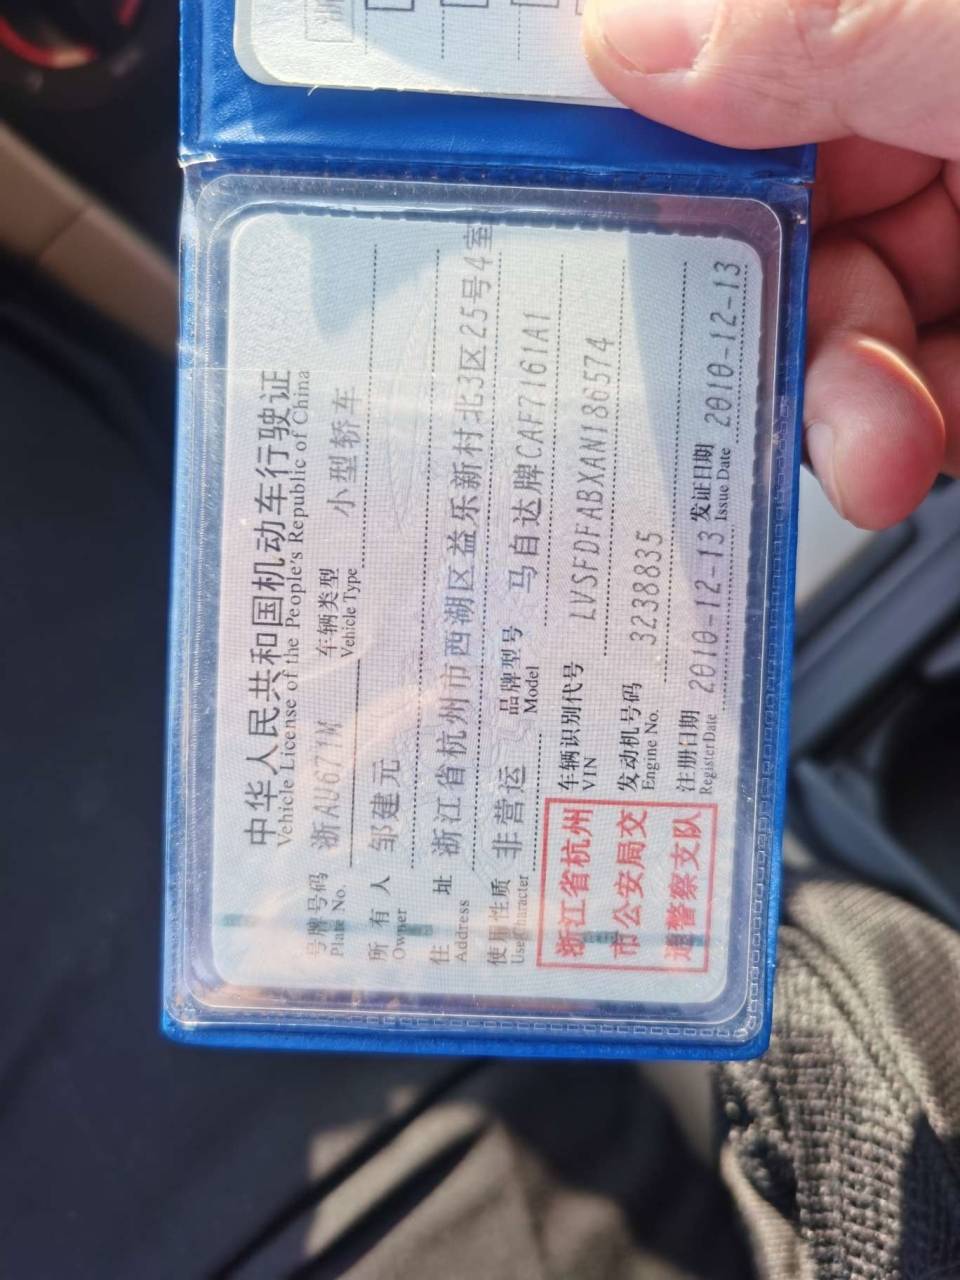 中华人民共和国机动车行驶证
Vehicle License of the People's Republic of China
号牌号码 浙AU671M 车辆类型 小型轿车
Plate No. Vehicle Type
所有人 邹建元
Owner
住址 浙江省杭州市西湖区益乐新村北3区25号4室
Address
使用性质 非营运 品牌型号 马自达牌CAF7161A1
Use Character Model
浙江省杭州
市公安局交
通警察支队
车辆识别代号 LVSFDFABXAN186574
VIN
发动机号码 3238835
Engine No.
注册日期 2010-12-13 发证日期 2010-12-13
Register Date Issue Date